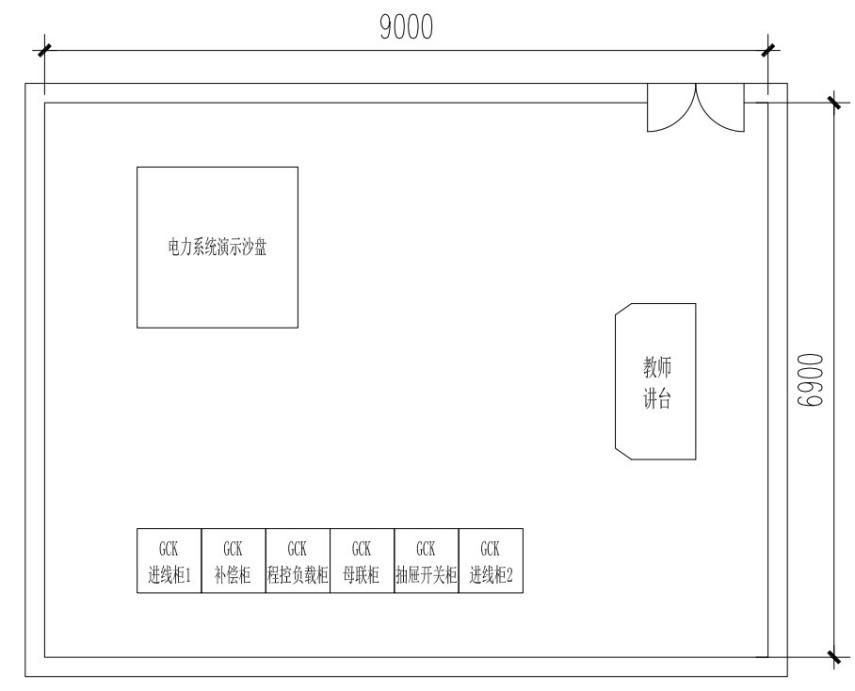 9000
电力系统演示沙盘
教师
讲台
6900
GCK
进线柜1
GCK
补偿柜
GCK
程控负载柜
GCK
母联柜
GCK
抽屉开关柜
GCK
进线柜2